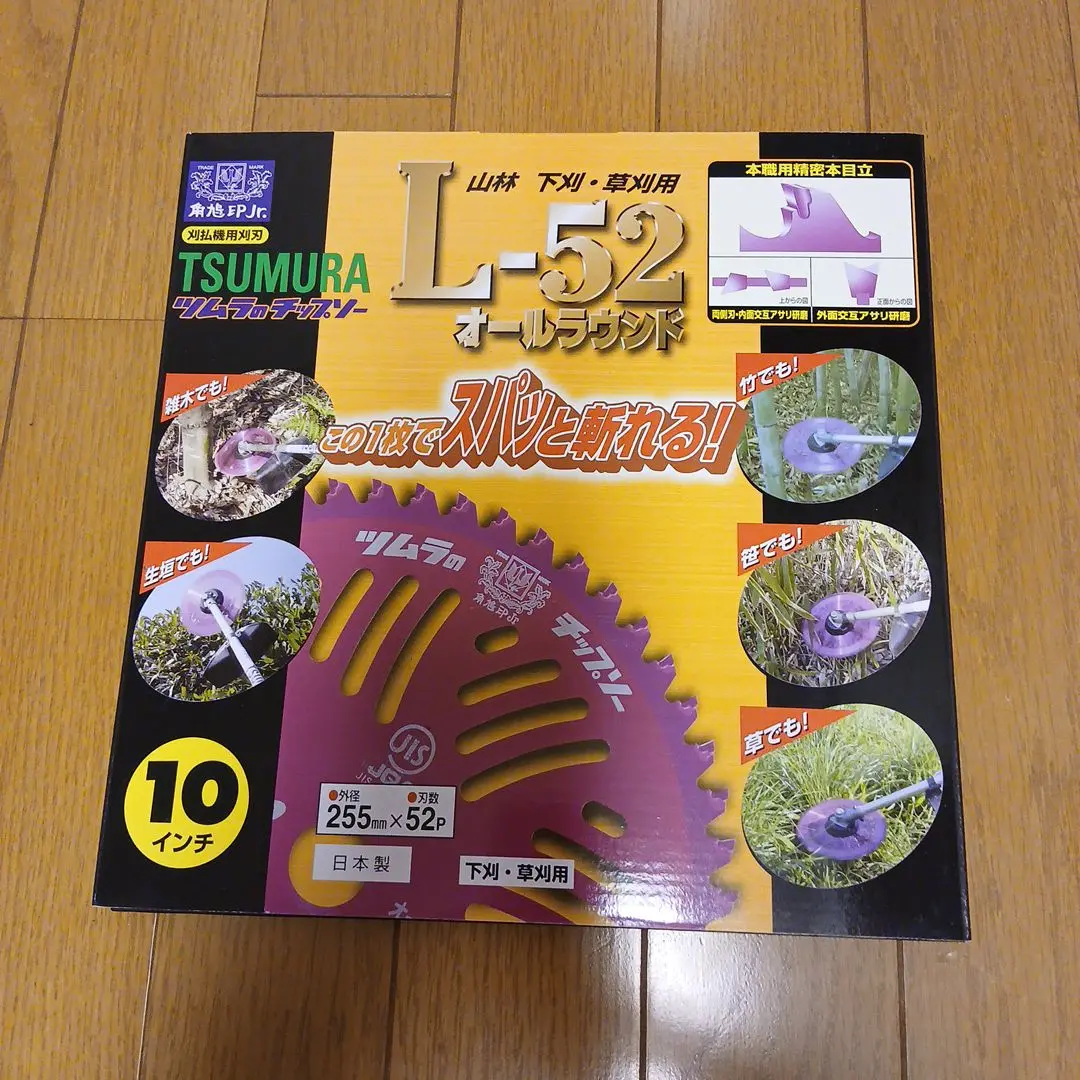 TRADE MARK
角鳩印Jr.
刈払機用刈刃
TSUMURA
ツムラのチップソー
山林 下刈・草刈用
L-52
オールラウンド
本職用精密本目立
上からの図
正面からの図
両側刃・内面交互アサリ研磨
外面交互アサリ研磨
この1枚でスパッと斬れる!
雑木でも!
生垣でも!
竹でも!
笹でも!
草でも!
ツムラの
角鳩印Jr.
チップソー
JIS
10
インチ
外径 刃数
255mm×52P
日本製
下刈・草刈用